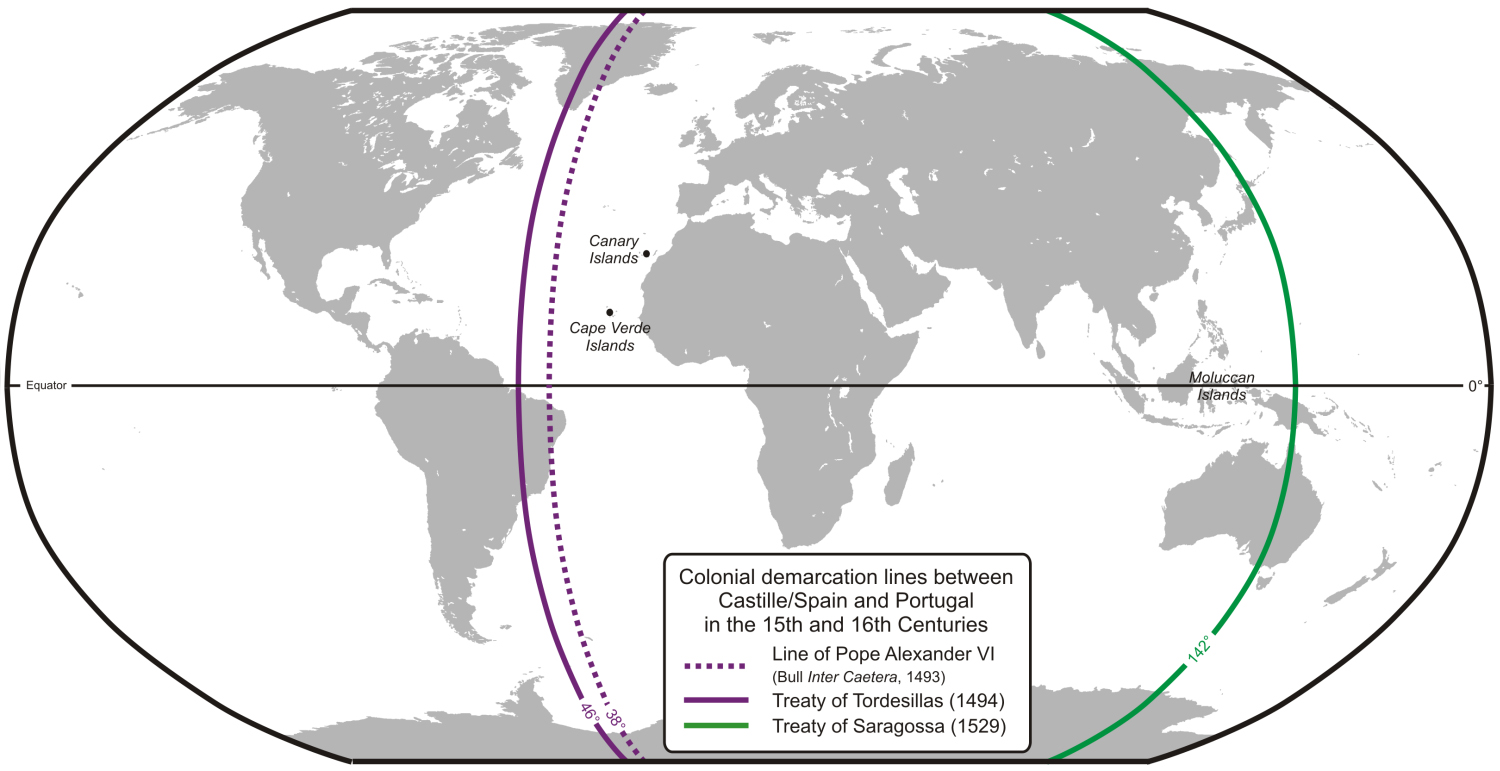 Canary
Islands
Cape Verde
Islands
Equator
Moluccan
Islands
0°
142°
46°
38°
Colonial demarcation lines between
Castille/Spain and Portugal
in the 15th and 16th Centuries
Line of Pope Alexander VI
(Bull Inter Caetera, 1493)
Treaty of Tordesillas (1494)
Treaty of Saragossa (1529)